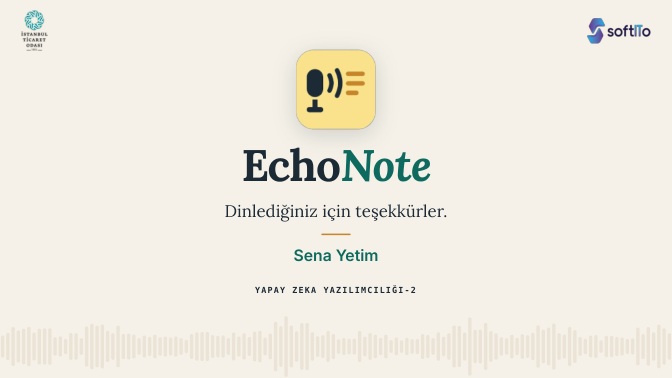 İSTANBUL
TİCARET
ODASI
softITo
EchoNote
Dinlediğiniz için teşekkürler.
Sena Yetim
YAPAY ZEKA YAZILIMCILIĞI-2